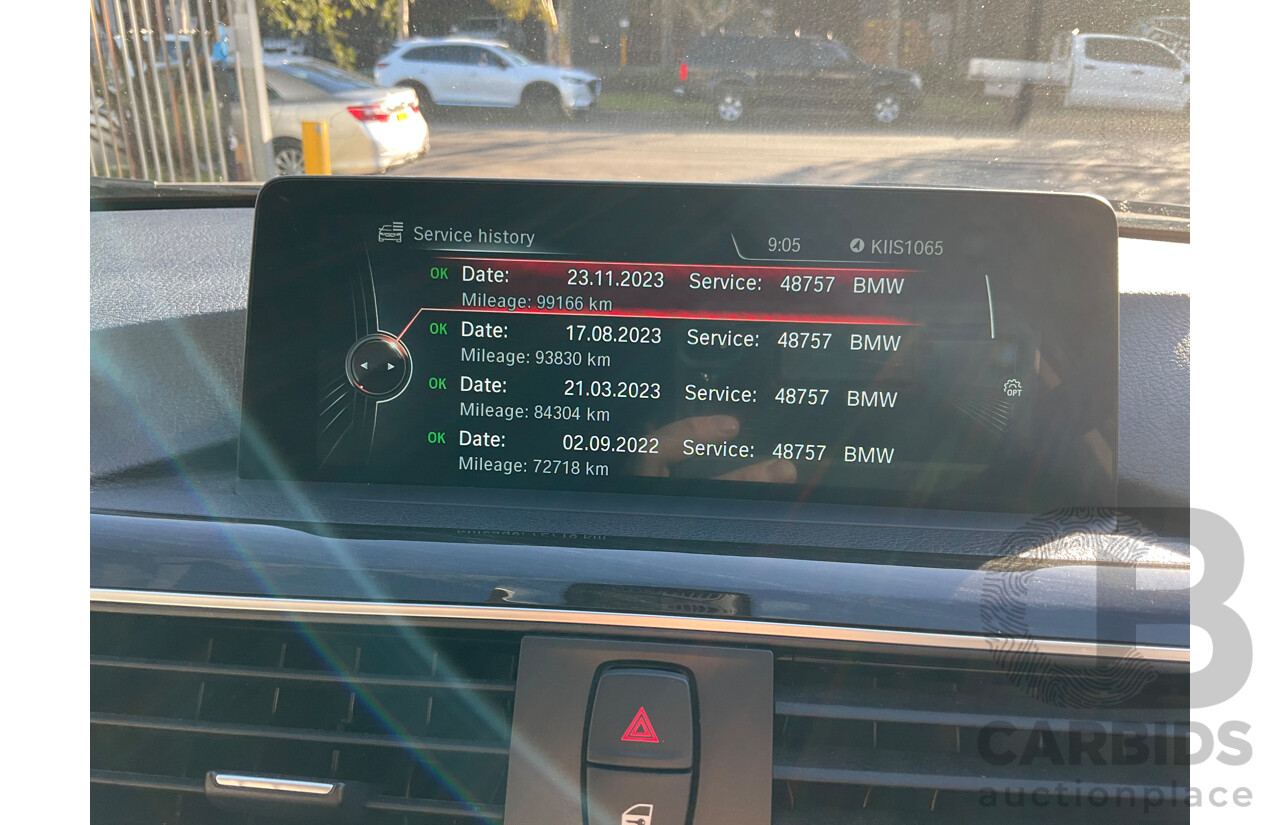 Service history
9:05
KIIS1065
OK Date: 23.11.2023 Service: 48757 BMW
Mileage: 99166 km
OK Date: 17.08.2023 Service: 48757 BMW
Mileage: 93830 km
OK Date: 21.03.2023 Service: 48757 BMW
Mileage: 84304 km
OPT
OK Date: 02.09.2022 Service: 48757 BMW
Mileage: 72718 km
B
CARBIDS
auctionplace